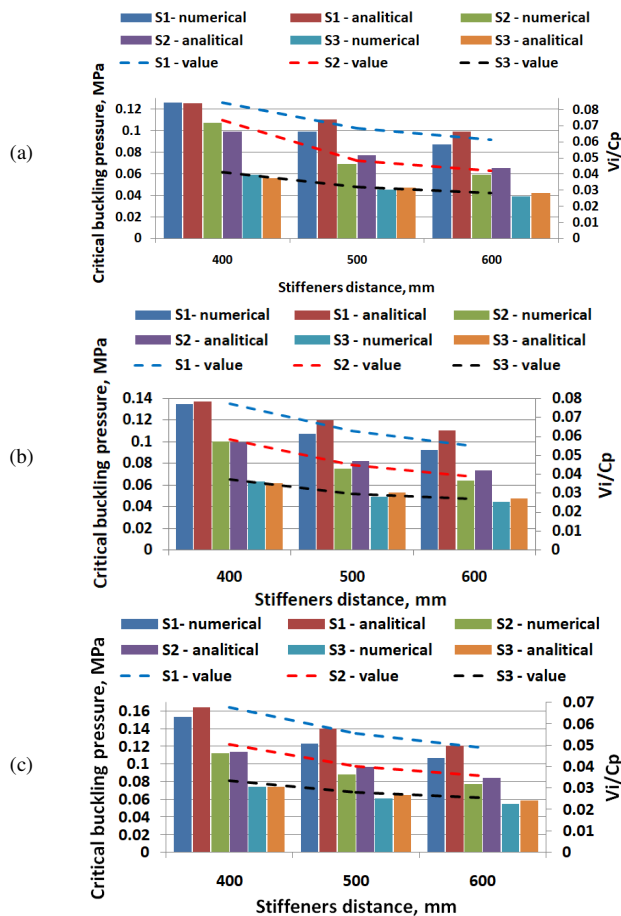 S1- numerical S1 - analitical S2 - numerical
S2 - analitical S3 - numerical S3 - analitical
S1 - value S2 - value S3 - value
(a)
Critical buckling pressure, MPa
0.12
0.1
0.08
0.06
0.04
0.02
0
0.08
0.07
0.06
0.05
0.04
0.03
0.02
0.01
0
Vi/Cp
400 500 600
Stiffeners distance, mm
S1- numerical S1 - analitical S2 - numerical
S2 - analitical S3 - numerical S3 - analitical
S1 - value S2 - value S3 - value
(b)
Critical buckling pressure, MPa
0.14
0.12
0.1
0.08
0.06
0.04
0.02
0
0.08
0.07
0.06
0.05
0.04
0.03
0.02
0.01
0
Vi/Cp
400 500 600
Stiffeners distance, mm
S1- numerical S1 - analitical S2 - numerical
S2 - analitical S3 - numerical S3 - analitical
S1 - value S2 - value S3 - value
(c)
Critical buckling pressure, MPa
0.16
0.14
0.12
0.1
0.08
0.06
0.04
0.02
0
0.07
0.06
0.05
0.04
0.03
0.02
0.01
0
Vi/Cp
400 500 600
Stiffeners distance, mm